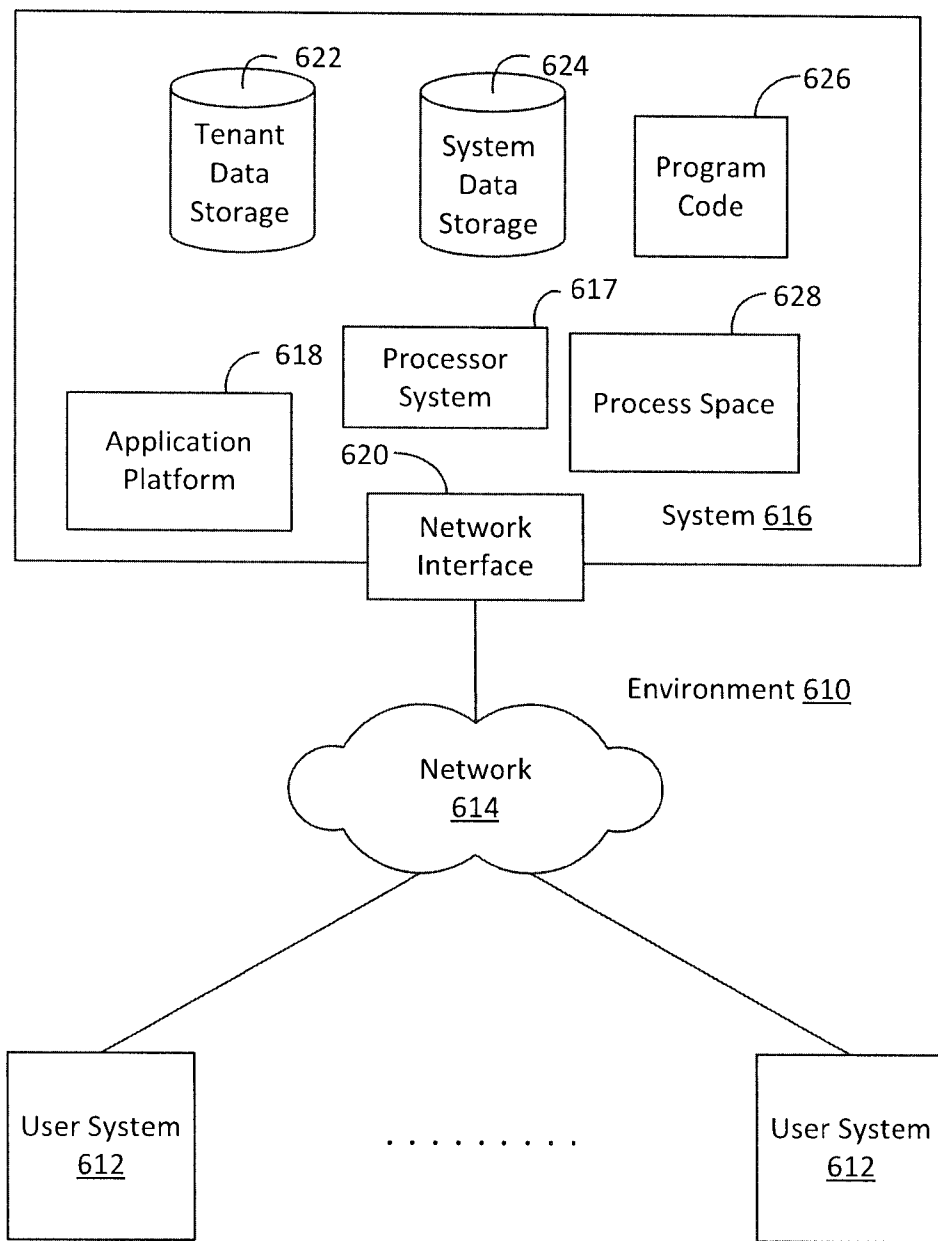 622
624
626
Tenant
Data
Storage
System
Data
Storage
Program
Code
617
628
618
Processor
System
Process Space
Application
Platform
620
System 616
Network
Interface
Environment 610
Network
614
User System
612
. . . . . . . . .
User System
612